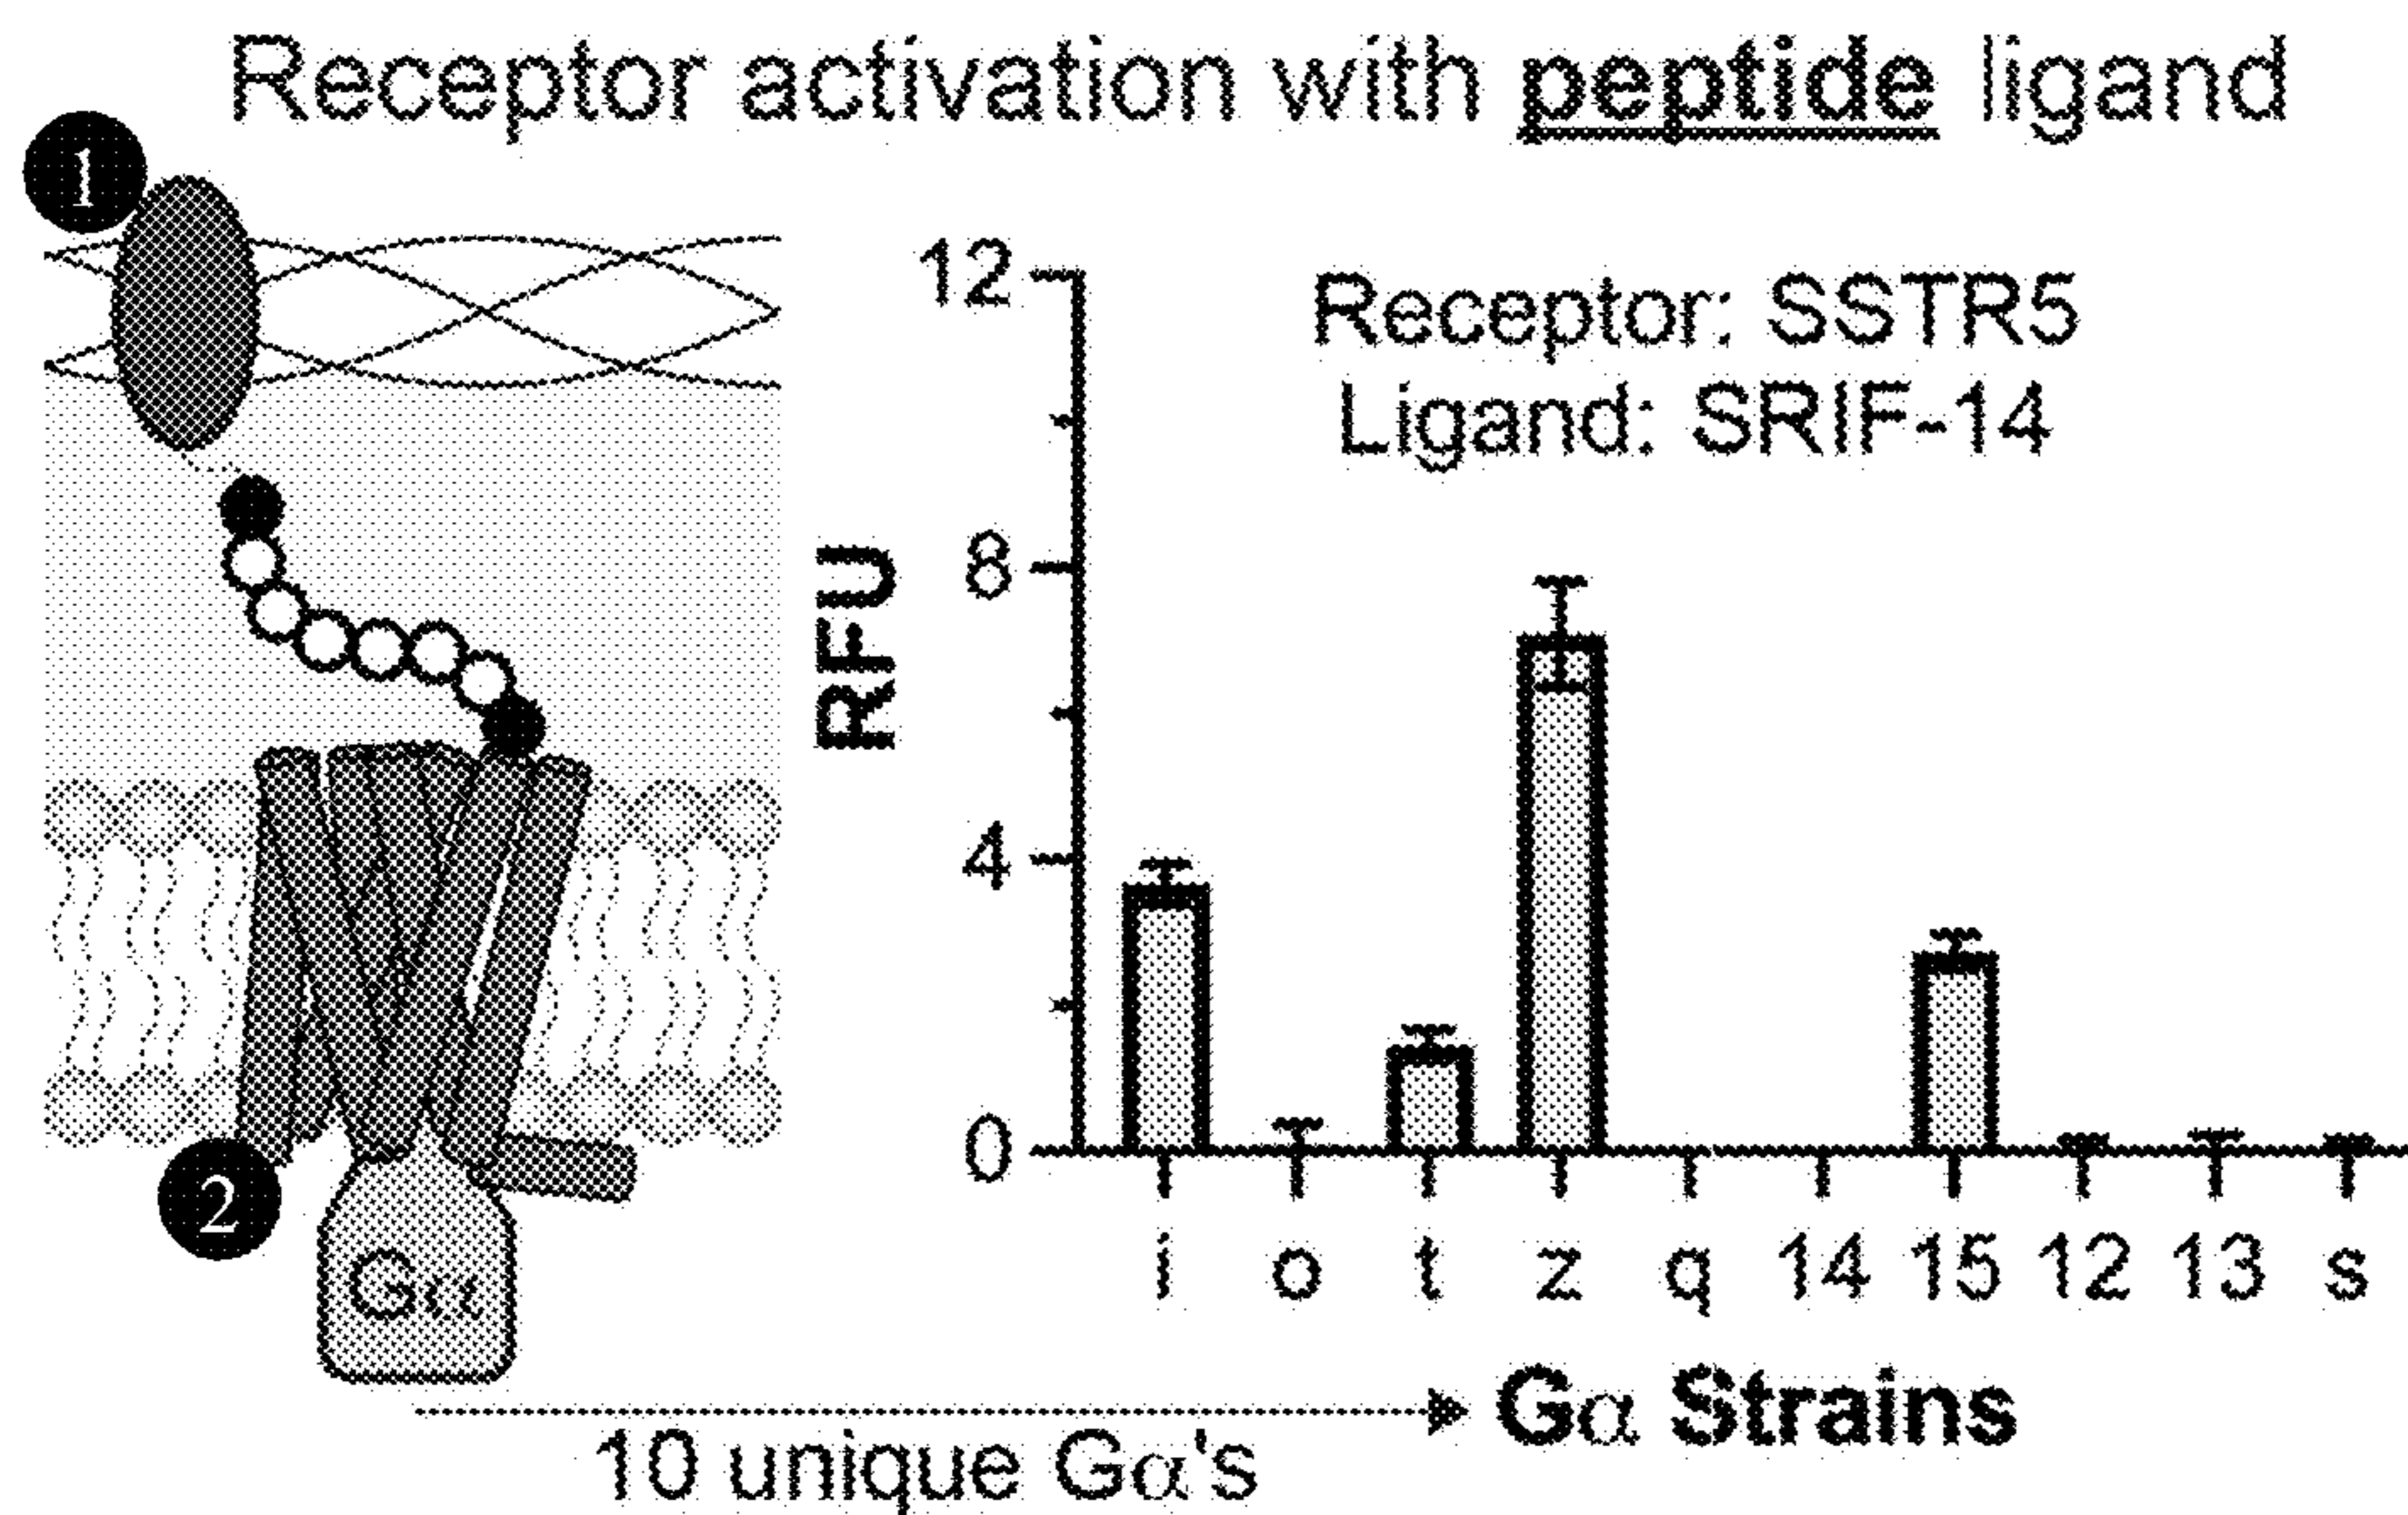 Receptor activation with peptide ligand
1
12
Receptor: SSTR5
Ligand: SRIF-14
RFU
8
4
0
2
Gα
i o t z q 14 15 12 13 s
Gα Strains
10 unique Gα's